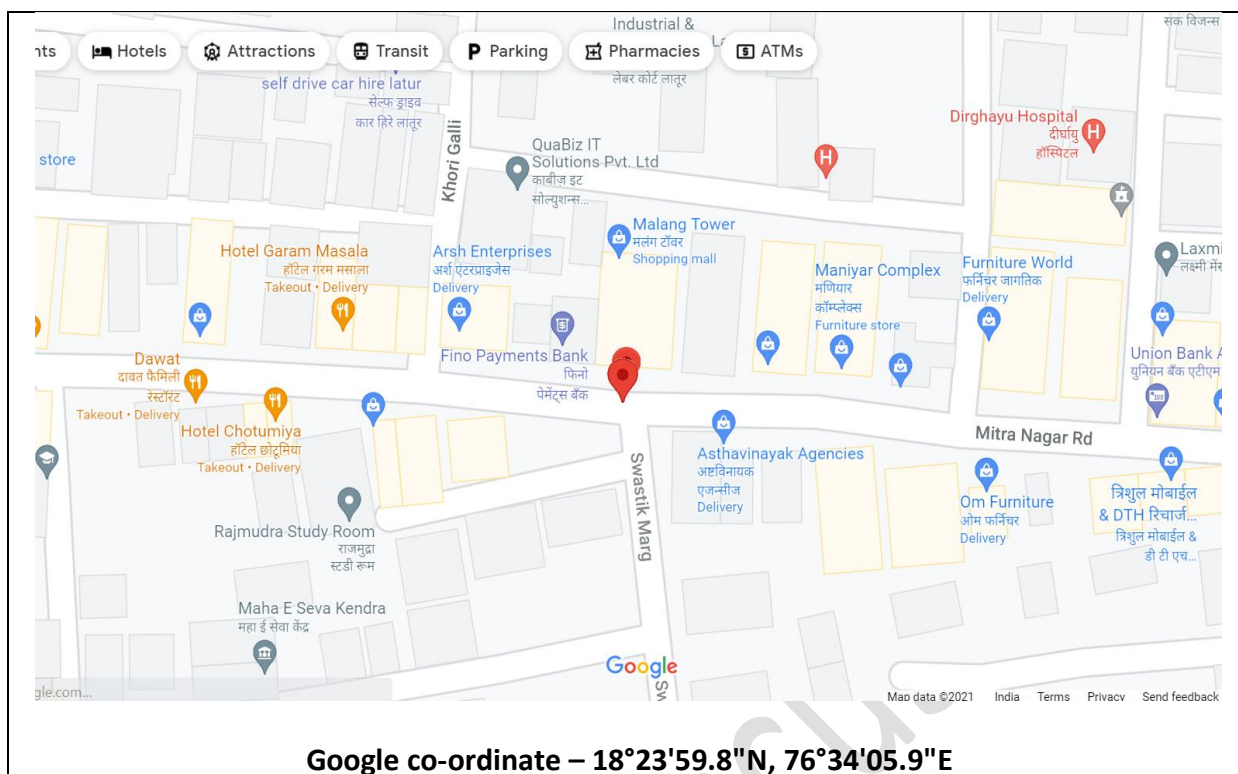 Industrial &
संक विजन्स
nts
Hotels
Attractions
Transit
Parking
Pharmacies
ATMs
लेबर कोर्ट लातूर
self drive car hire latur
सेल्फ ड्राइव
कार हिरे लातूर
Khori Galli
QuaBiz IT
Solutions Pvt. Ltd
काबीज इट
सोल्युशन्स...
Dirghayu Hospital
दीर्घायु
हॉस्पिटल
store
Hotel Garam Masala
हॉटेल गरम मसाला
Takeout • Delivery
Arsh Enterprises
अर्श एंटरप्राइजेस
Delivery
Malang Tower
मलंग टॉवर
Shopping mall
Maniyar Complex
मणियार
कॉम्प्लेक्स
Furniture store
Furniture World
फर्निचर जागतिक
Delivery
Laxmi
लक्ष्मी मेंस
Fino Payments Bank
फिनो
पेमेंट्स बँक
Union Bank A
युनियन बँक एटीएम
Dawat
दावत फैमिली
रेस्टॉरंट
Takeout • Delivery
Hotel Chotumiya
हॉटेल छोटूमिया
Takeout • Delivery
Mitra Nagar Rd
Swastik Marg
Asthavinayak Agencies
अष्टविनायक
एजन्सीज
Delivery
Om Furniture
ओम फर्निचर
Delivery
त्रिशुल मोबाईल
& DTH रिचार्ज...
त्रिशुल मोबाईल &
डी टी एच...
Rajmudra Study Room
राजमुद्रा
स्टडी रूम
Maha E Seva Kendra
महा ई सेवा केंद्र
Google
Sw
gle.com...
Map data ©2021 India Terms Privacy Send feedback
Google co-ordinate – 18°23'59.8"N, 76°34'05.9"E